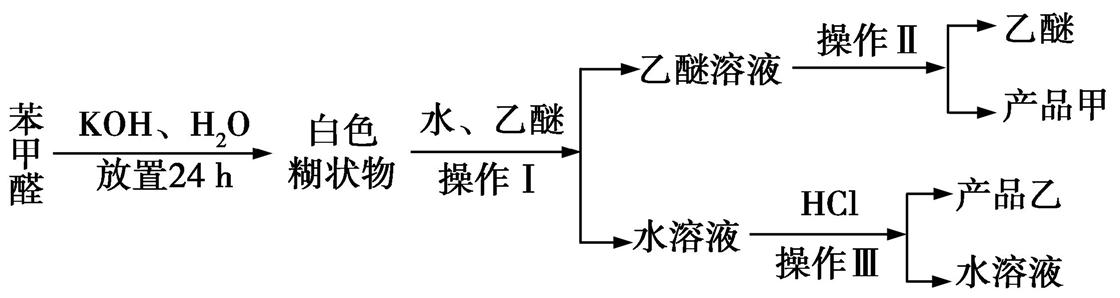 苯甲醛
KOH、H₂O
放置24 h
白色
糊状物
水、乙醚
操作Ⅰ
乙醚溶液
操作Ⅱ
乙醚
产品甲
水溶液
HCl
操作Ⅲ
产品乙
水溶液